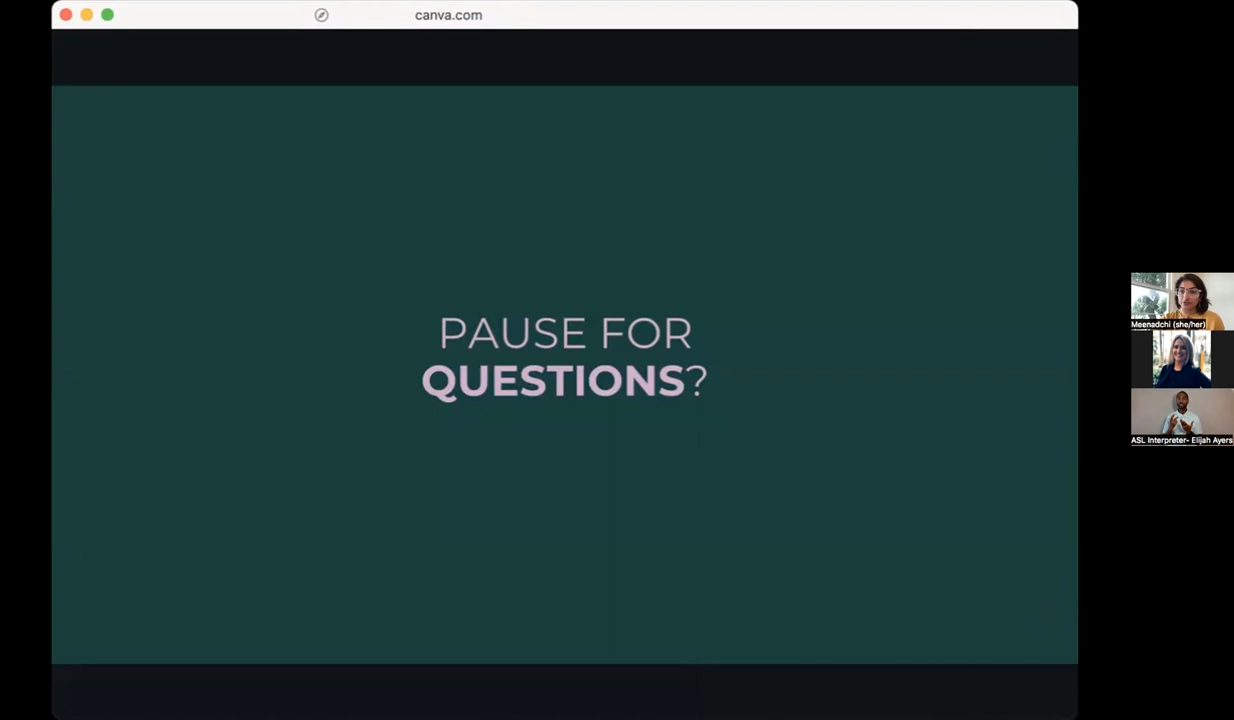 canva.com
PAUSE FOR
QUESTIONS?
Meenadchi (she/her)
ASL Interpreter- Elijah Ayers